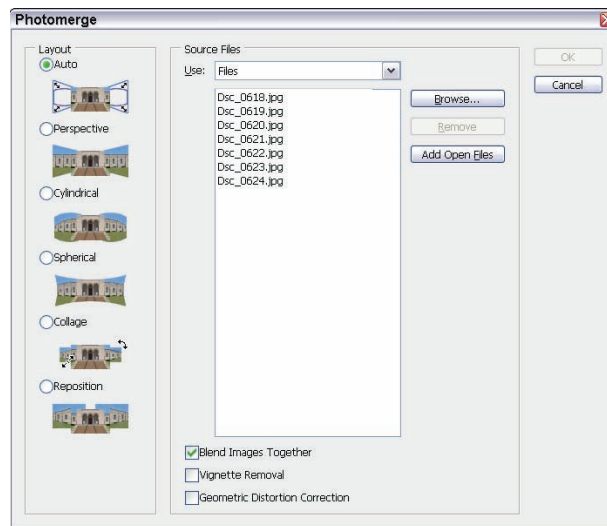 Photomerge
Layout
Auto
Perspective
Cylindrical
Spherical
Collage
Reposition
Source Files
Use: Files
Dsc_0618.jpg
Dsc_0619.jpg
Dsc_0620.jpg
Dsc_0621.jpg
Dsc_0622.jpg
Dsc_0623.jpg
Dsc_0624.jpg
Browse...
Remove
Add Open Files
Blend Images Together
Vignette Removal
Geometric Distortion Correction
OK
Cancel